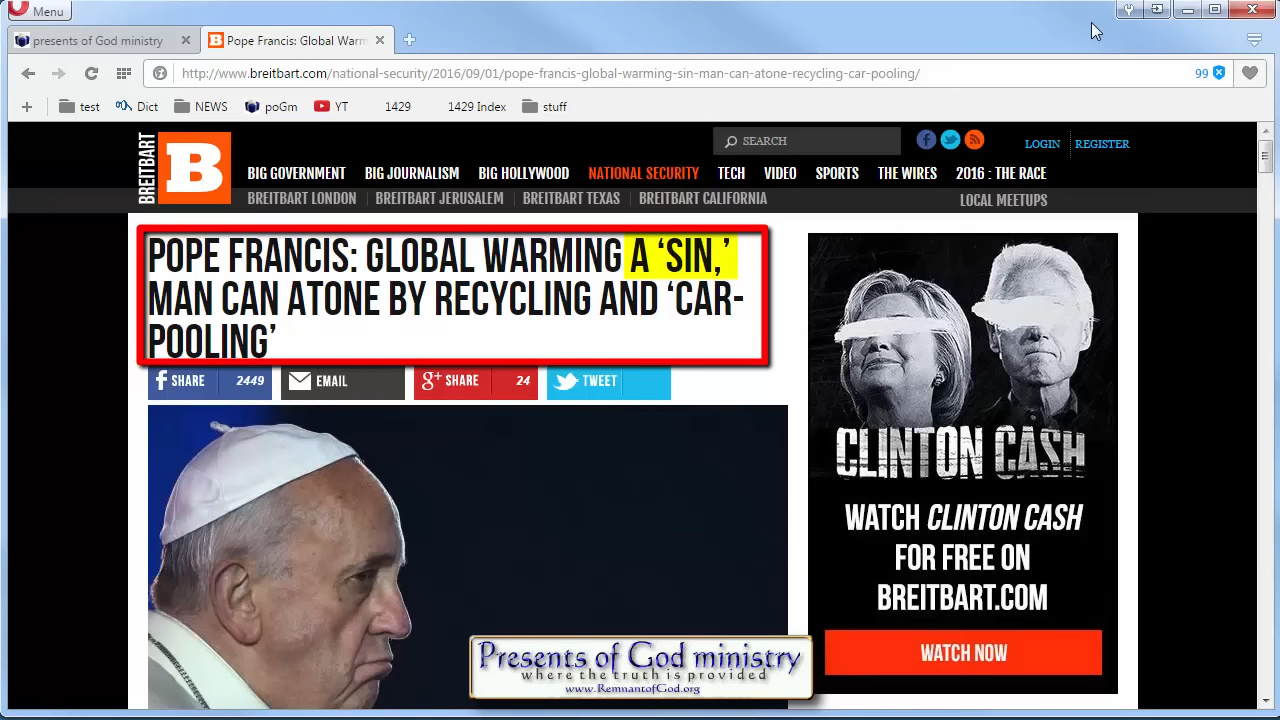 Menu
presents of God ministry
Pope Francis: Global Warm
http://www.breitbart.com/national-security/2016/09/01/pope-francis-global-warming-sin-man-can-atone-recycling-car-pooling/
99
test
Dict
NEWS
poGm
YT
1429
1429 Index
stuff
BREITBART
B
SEARCH
LOGIN
REGISTER
BIG GOVERNMENT
BIG JOURNALISM
BIG HOLLYWOOD
NATIONAL SECURITY
TECH
VIDEO
SPORTS
THE WIRES
2016 : THE RACE
BREITBART LONDON
BREITBART JERUSALEM
BREITBART TEXAS
BREITBART CALIFORNIA
LOCAL MEETUPS
POPE FRANCIS: GLOBAL WARMING A ‘SIN,’
MAN CAN ATONE BY RECYCLING AND ‘CAR-
POOLING’
SHARE 2449
EMAIL
SHARE 24
TWEET
CLINTON CASH
WATCH CLINTON CASH
FOR FREE ON
BREITBART.COM
WATCH NOW
Presents of God ministry
where the truth is provided
www.RemnantofGod.org